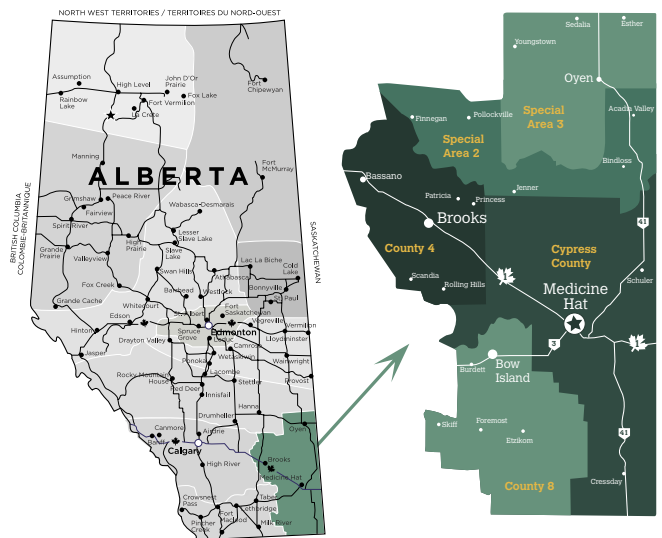 NORTH WEST TERRITORIES / TERRITOIRES DU NORD-OUEST
Assumption
High Level
John D'Or
Prairie
Fort
Chipewyan
Rainbow
Lake
Fox Lake
Fort Vermilion
La Crete
Manning
ALBERTA
Fort
McMurray
BRITISH COLUMBIA
COLOMBIE-BRITANNIQUE
SASKATCHEWAN
Grimshaw
Peace River
Fairview
Wabasca-Desmarais
Spirit River
Lesser
Slave Lake
High
Prairie
Slave
Lake
Grande
Prairie
Valleyview
Lac La Biche
Cold
Lake
Swan Hills
Athabasca
Fox Creek
Bonnyville
Barrhead
Westlock
St. Paul
Grande Cache
Whitecourt
Edson
St. Albert
Fort
Saskatchewan
Vegreville
Vermilion
Hinton
Edmonton
Spruce
Grove
Leduc
Lloydminster
Drayton Valley
Camrose
Jasper
Wetaskiwin
Wainwright
Ponoka
Rocky Mountain
House
Lacombe
Provost
Red Deer
Stettler
Innisfail
Hanna
Drumheller
Oyen
Canmore
Airdrie
Banff
Calgary
Brooks
High River
Medicine Hat
Crowsnest
Pass
Taber
Fort
Macleod
Lethbridge
Pincher
Creek
Milk River
Sedalia
Esther
Youngstown
Oyen
Finnegan
Pollockville
Special
Area 3
Acadia Valley
Special
Area 2
Bindloss
Bassano
Jenner
Patricia
Princess
Brooks
41
County 4
Cypress
County
1
Scandia
Rolling Hills
Schuler
Medicine
Hat
3
1
Burdett
Bow
Island
Skiff
Foremost
Etzikom
41
Cressday
County 8